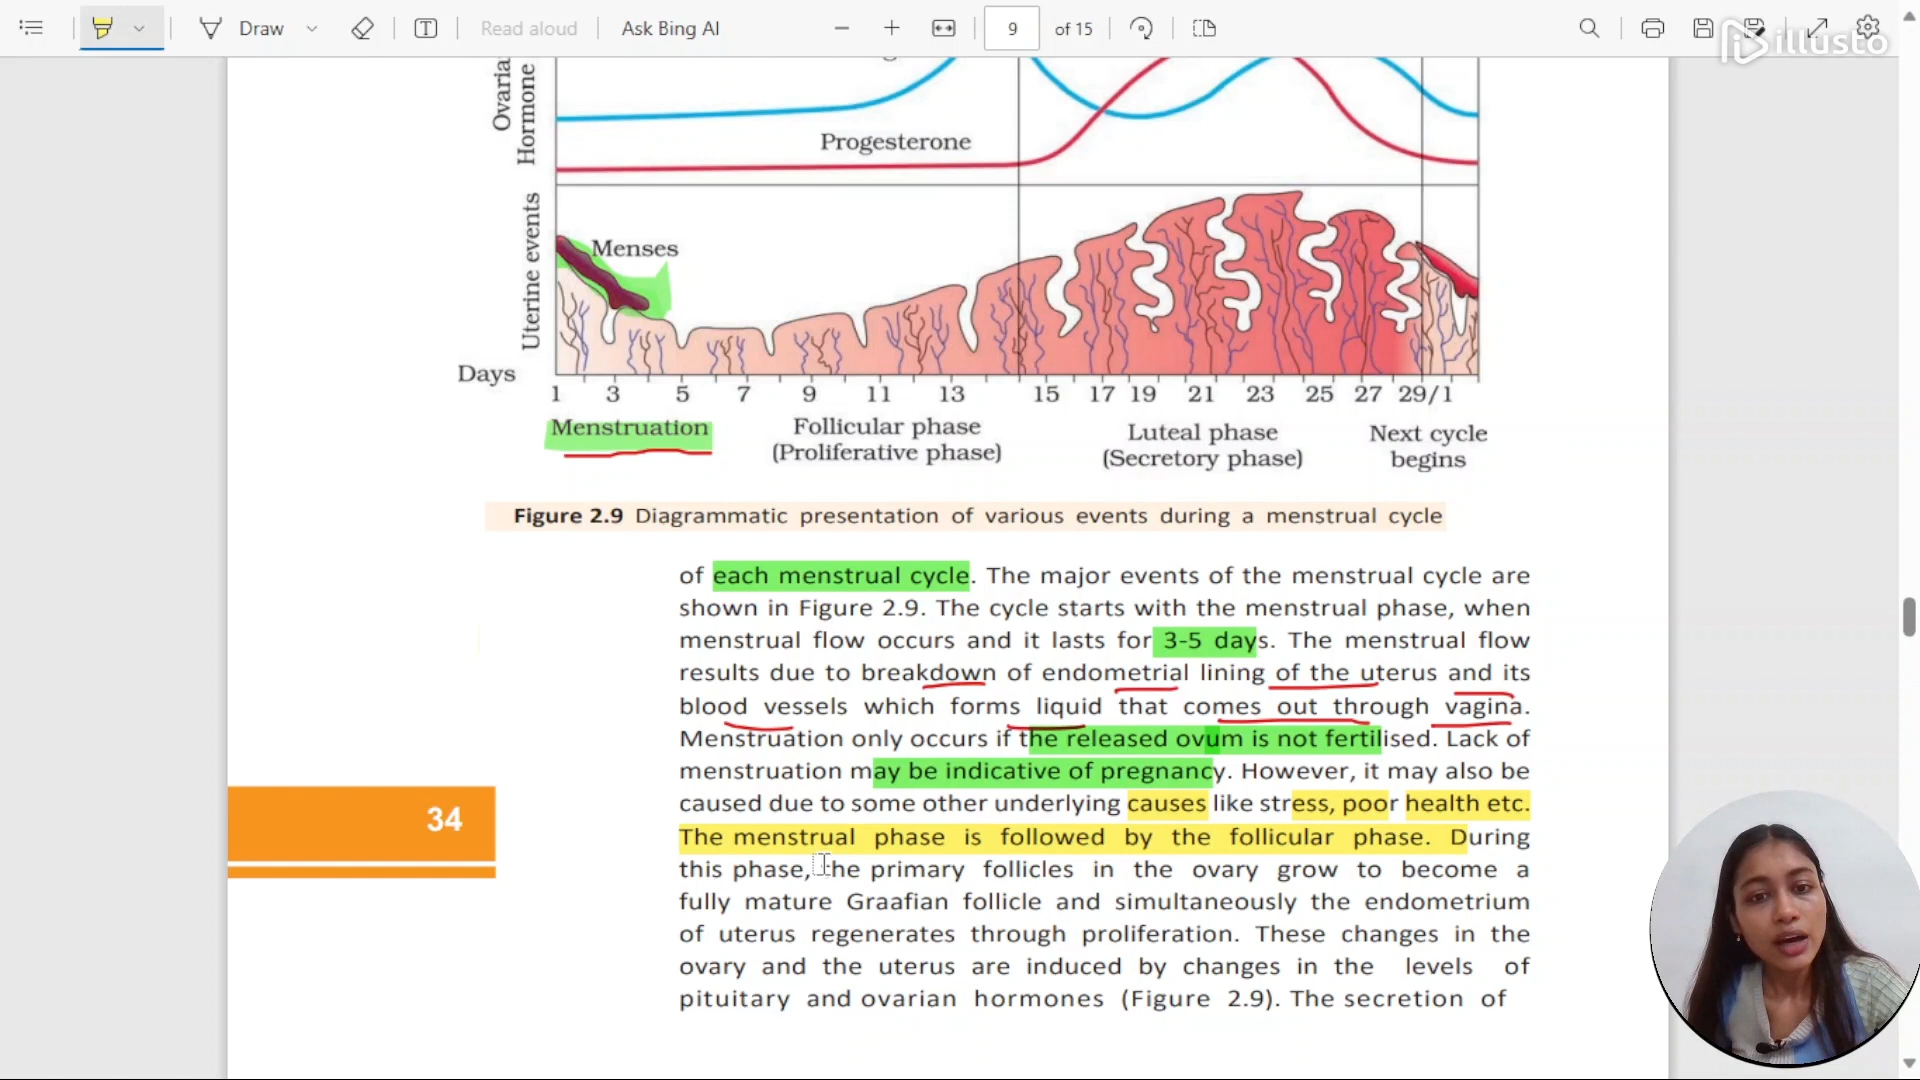 Draw
Read aloud
Ask Bing AI
9
of 15
illusto
Hormone
Progesterone
Uterine events
Menses
Days
1 3 5 7 9 11 13 15 17 19 21 23 25 27 29/1
Menstruation
Follicular phase
(Proliferative phase)
Luteal phase
(Secretory phase)
Next cycle
begins
Figure 2.9 Diagrammatic presentation of various events during a menstrual cycle
of each menstrual cycle. The major events of the menstrual cycle are
shown in Figure 2.9. The cycle starts with the menstrual phase, when
menstrual flow occurs and it lasts for 3-5 days. The menstrual flow
results due to breakdown of endometrial lining of the uterus and its
blood vessels which forms liquid that comes out through vagina.
Menstruation only occurs if the released ovum is not fertilised. Lack of
menstruation may be indicative of pregnancy. However, it may also be
caused due to some other underlying causes like stress, poor health etc.
The menstrual phase is followed by the follicular phase. During
this phase, the primary follicles in the ovary grow to become a
fully mature Graafian follicle and simultaneously the endometrium
of uterus regenerates through proliferation. These changes in the
ovary and the uterus are induced by changes in the levels of
pituitary and ovarian hormones (Figure 2.9). The secretion of
34